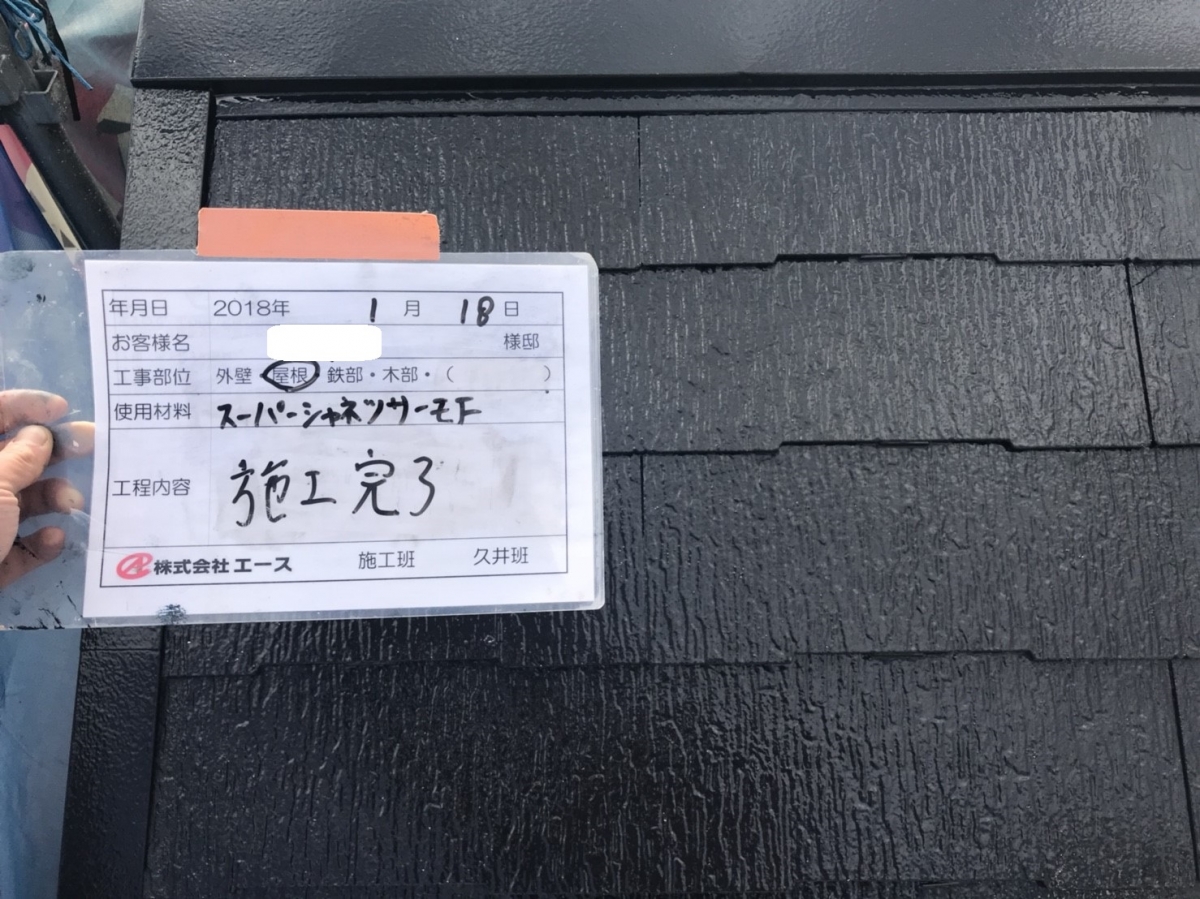 年月日 2018年 1月 18日
お客様名 様邸
工事部位 外壁・屋根・鉄部・木部・( )
使用材料 スーパーシャネツサーモF
工程内容 施工完了
株式会社エース 施工班 久井班